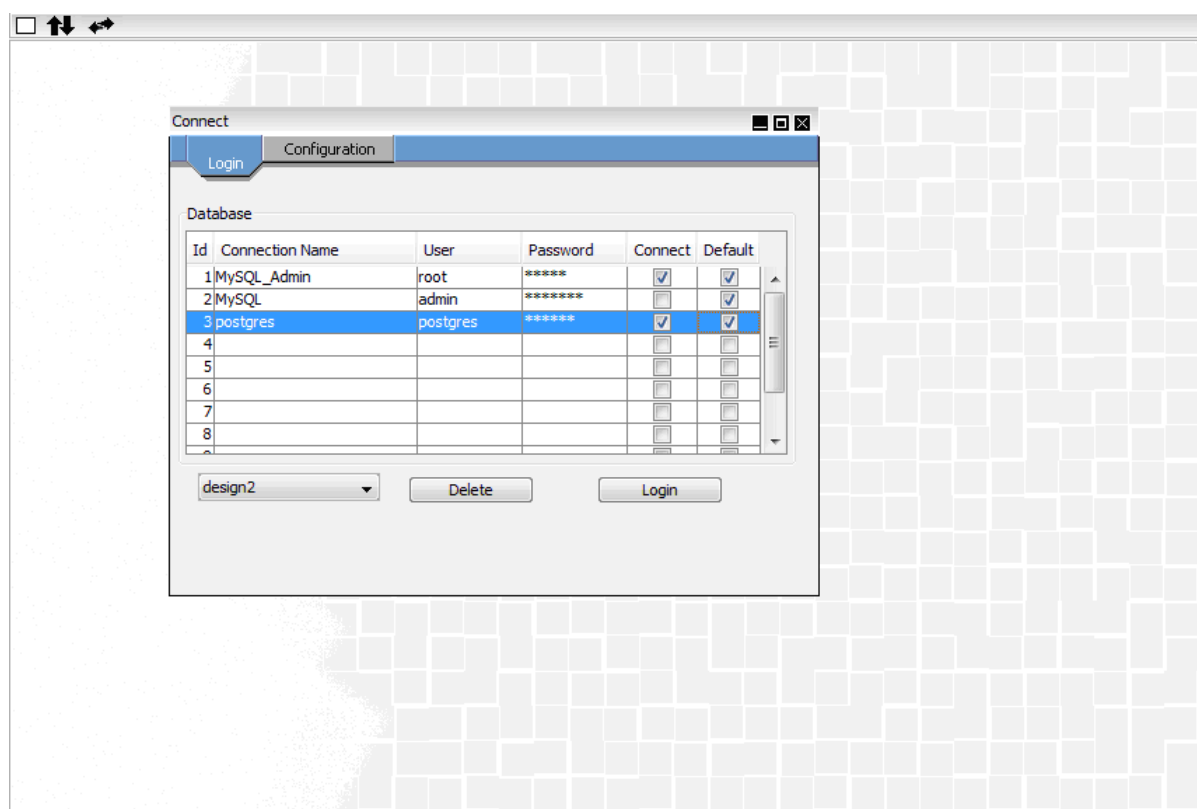 Connect
Login Configuration
Database
Id Connection Name User Password Connect Default
1 MySQL_Admin root *****
2 MySQL admin *******
3 postgres postgres ******
4
5
6
7
8
design2 Delete Login